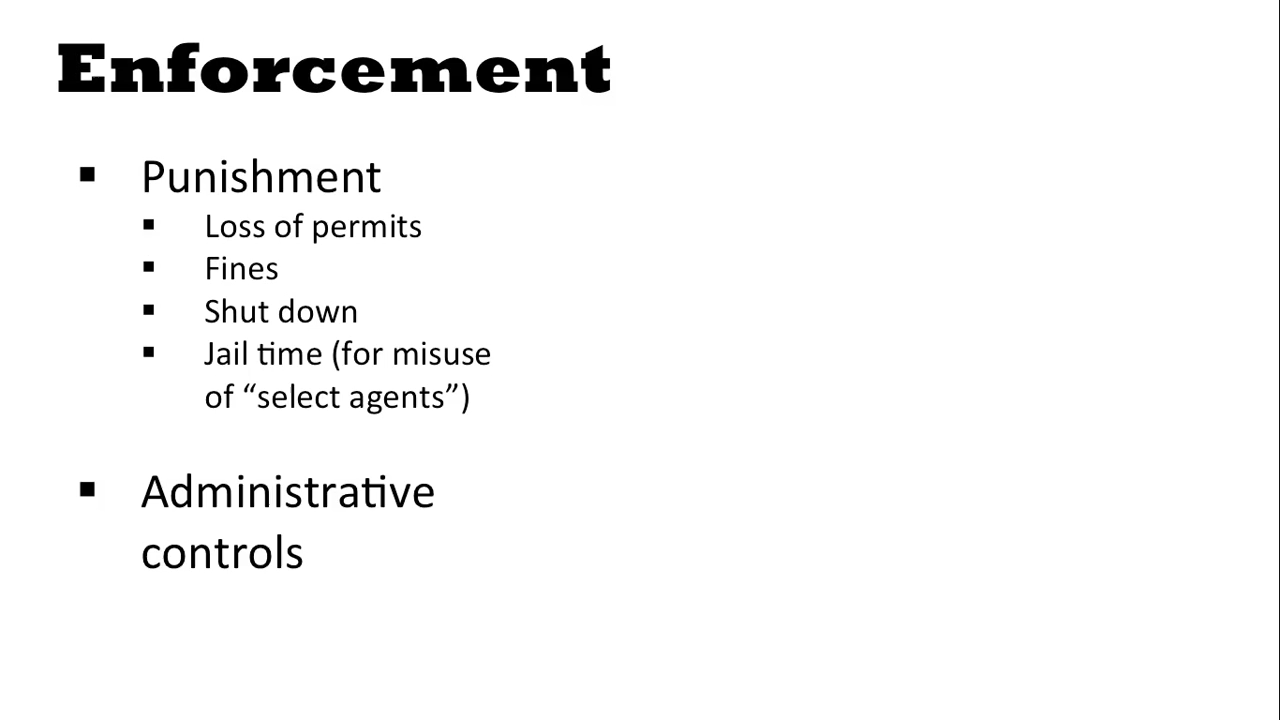 Enforcement
▪ Punishment
▪ Loss of permits
▪ Fines
▪ Shut down
▪ Jail time (for misuse
of “select agents”)
▪ Administrative
controls